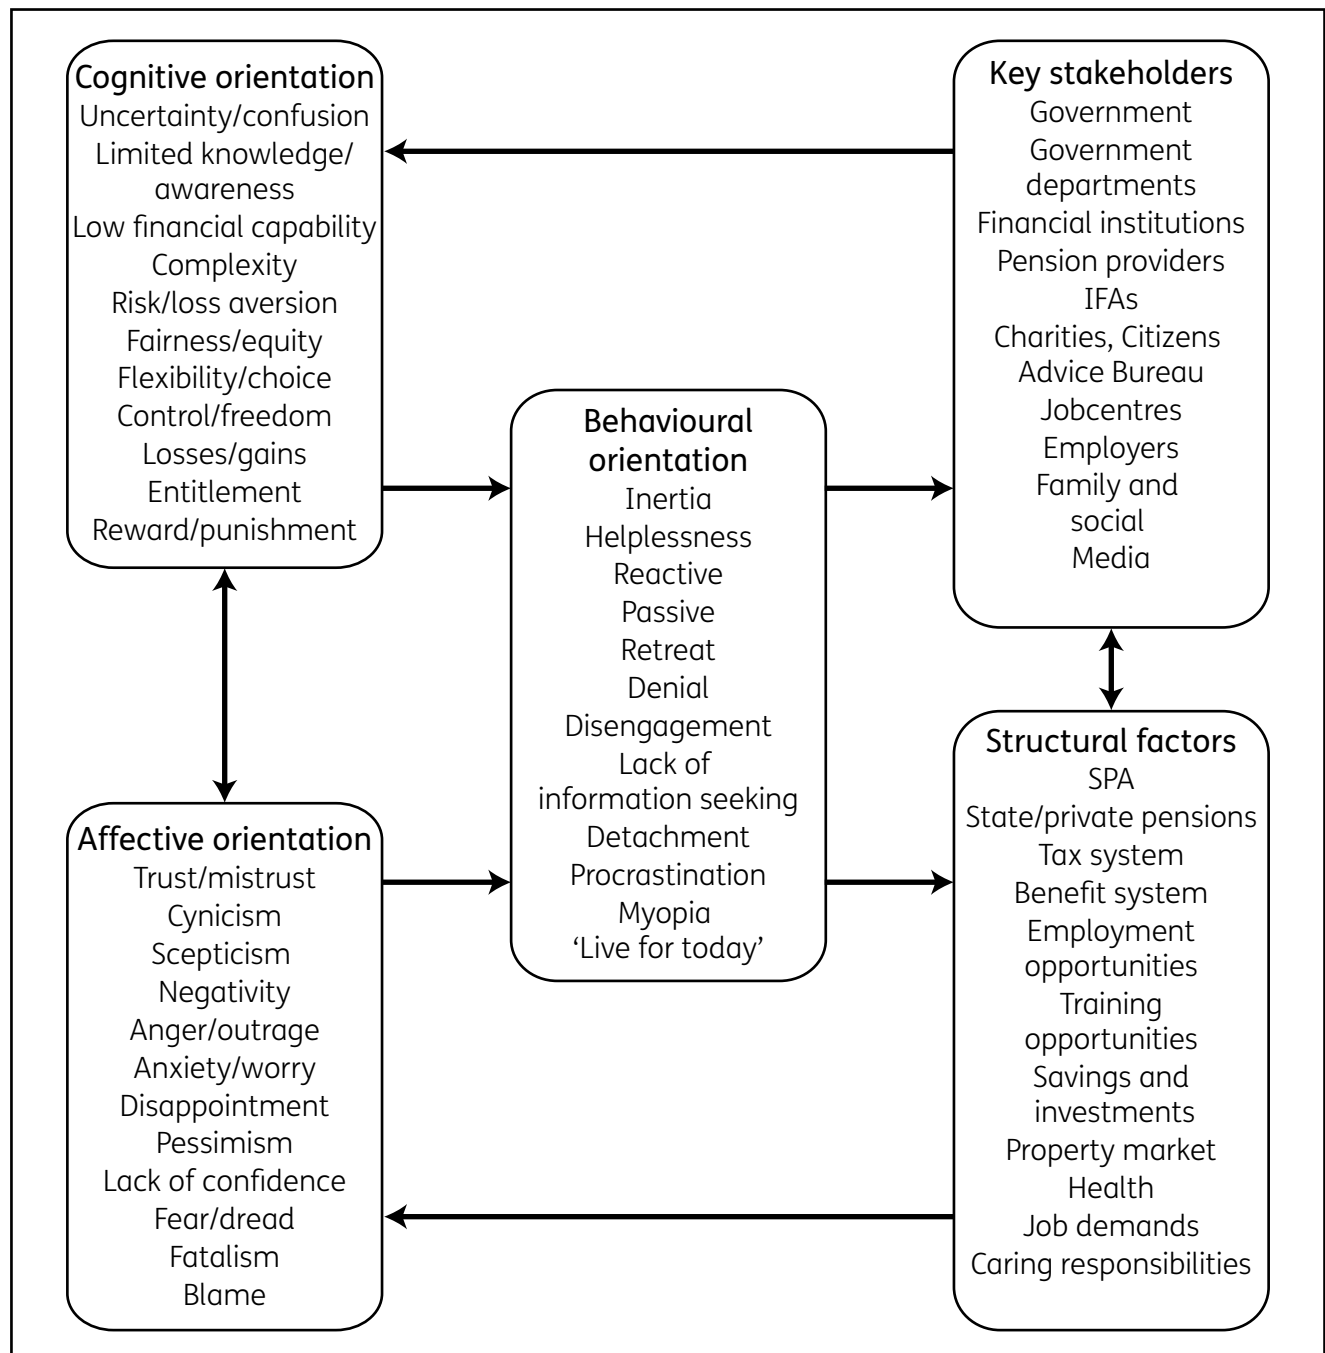 Cognitive orientation
Uncertainty/confusion
Limited knowledge/
awareness
Low financial capability
Complexity
Risk/loss aversion
Fairness/equity
Flexibility/choice
Control/freedom
Losses/gains
Entitlement
Reward/punishment
Affective orientation
Trust/mistrust
Cynicism
Scepticism
Negativity
Anger/outrage
Anxiety/worry
Disappointment
Pessimism
Lack of confidence
Fear/dread
Fatalism
Blame
Behavioural
orientation
Inertia
Helplessness
Reactive
Passive
Retreat
Denial
Disengagement
Lack of
information seeking
Detachment
Procrastination
Myopia
‘Live for today’
Key stakeholders
Government
Government
departments
Financial institutions
Pension providers
IFAs
Charities, Citizens
Advice Bureau
Jobcentres
Employers
Family and
social
Media
Structural factors
SPA
State/private pensions
Tax system
Benefit system
Employment
opportunities
Training
opportunities
Savings and
investments
Property market
Health
Job demands
Caring responsibilities